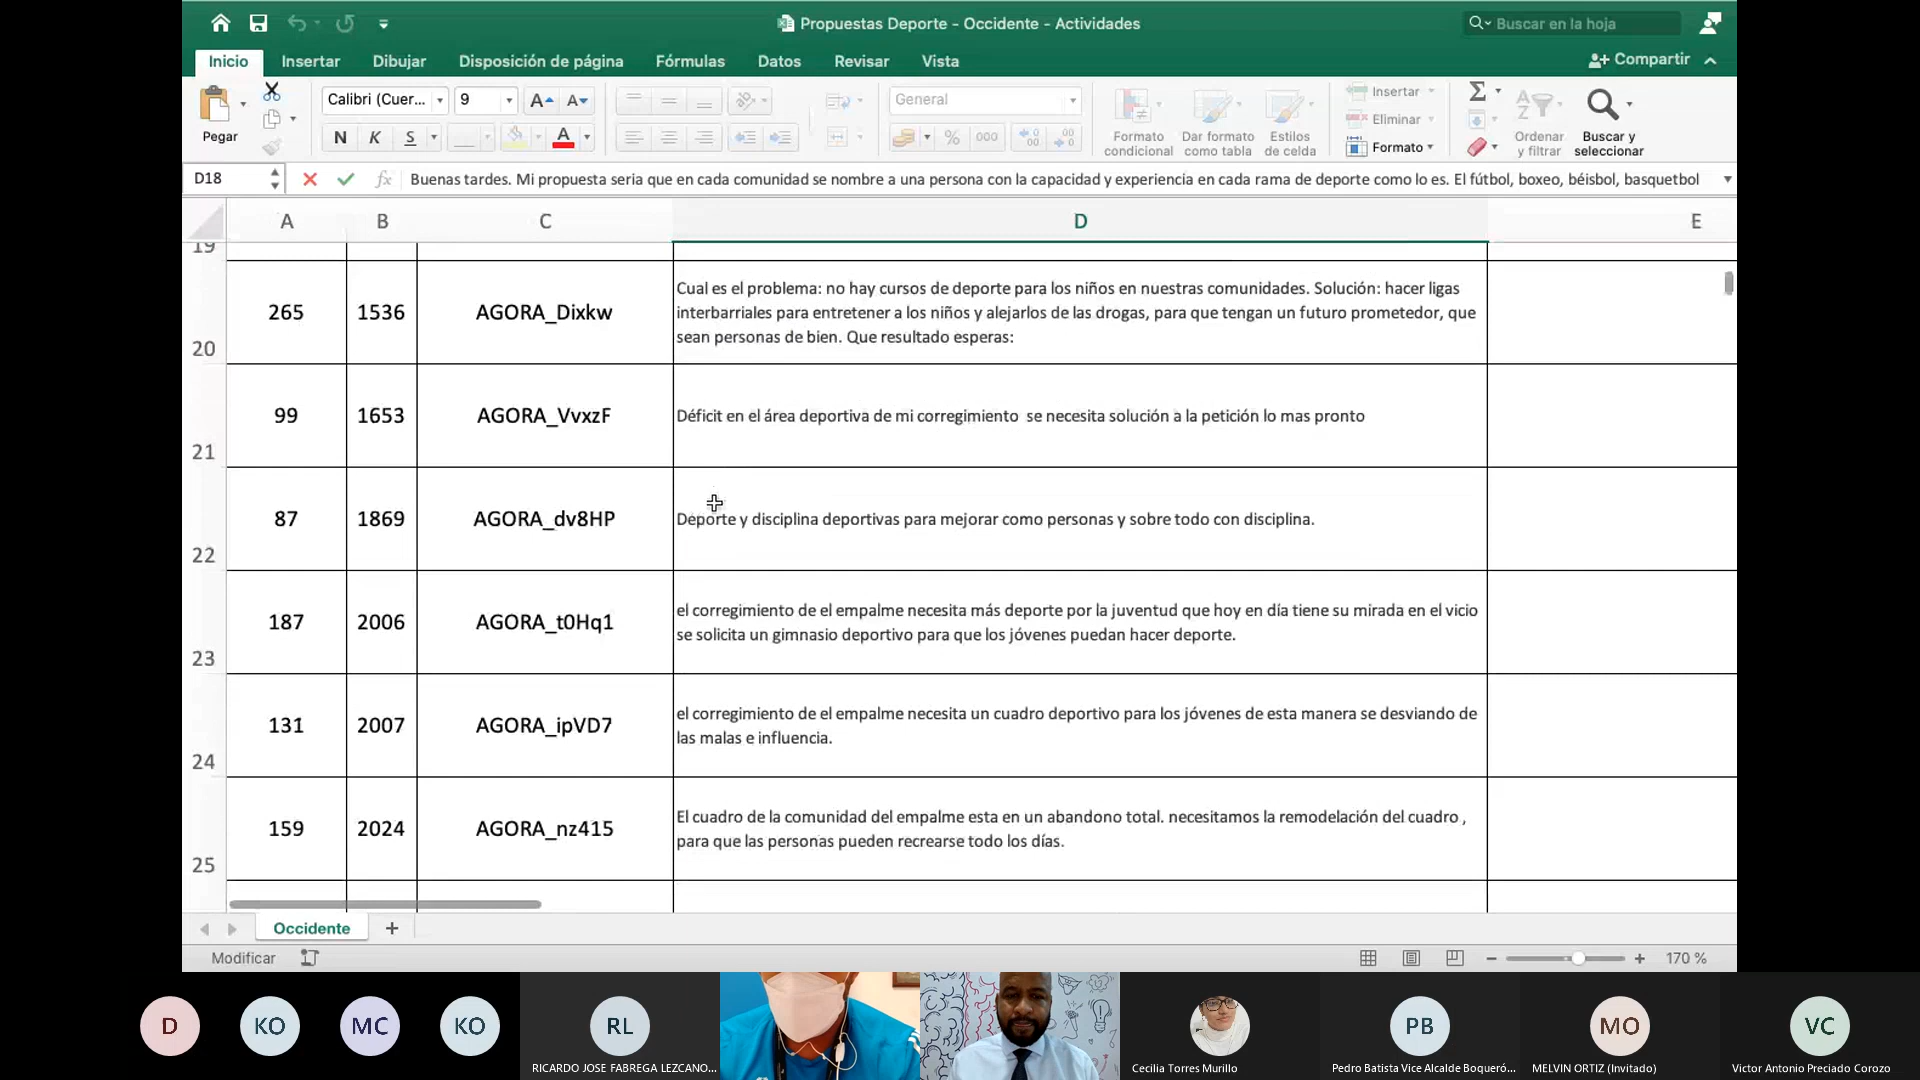 Propuestas Deporte - Occidente - Actividades
Buscar en la hoja
Inicio
Insertar
Dibujar
Disposición de página
Fórmulas
Datos
Revisar
Vista
Compartir
Pegar
Calibri (Cuer...
9
N K S
General
% 000
Formato condicional
Dar formato como tabla
Estilos de celda
Insertar
Eliminar
Formato
Ordenar y filtrar
Buscar y seleccionar
D18
fx
Buenas tardes. Mi propuesta seria que en cada comunidad se nombre a una persona con la capacidad y experiencia en cada rama de deporte como lo es. El fútbol, boxeo, béisbol, basquetbol
A B C D E
19
20 265 1536 AGORA_Dixkw
Cual es el problema: no hay cursos de deporte para los niños en nuestras comunidades. Solución: hacer ligas
interbarriales para entretener a los niños y alejarlos de las drogas, para que tengan un futuro prometedor, que
sean personas de bien. Que resultado esperas:
21 99 1653 AGORA_VvxzF
Déficit en el área deportiva de mi corregimiento se necesita solución a la petición lo mas pronto
22 87 1869 AGORA_dv8HP
Deporte y disciplina deportivas para mejorar como personas y sobre todo con disciplina.
23 187 2006 AGORA_t0Hq1
el corregimiento de el empalme necesita más deporte por la juventud que hoy en día tiene su mirada en el vicio
se solicita un gimnasio deportivo para que los jóvenes puedan hacer deporte.
24 131 2007 AGORA_ipVD7
el corregimiento de el empalme necesita un cuadro deportivo para los jóvenes de esta manera se desviando de
las malas e influencia.
25 159 2024 AGORA_nz415
El cuadro de la comunidad del empalme esta en un abandono total. necesitamos la remodelación del cuadro ,
para que las personas pueden recrearse todo los días.
Occidente
Modificar
170 %
D
KO
MC
KO
RL
RICARDO JOSE FABREGA LEZCANO...
Cecilia Torres Murillo
PB
Pedro Batista Vice Alcalde Boqueró...
MO
MELVIN ORTIZ (Invitado)
VC
Victor Antonio Preciado Corozo